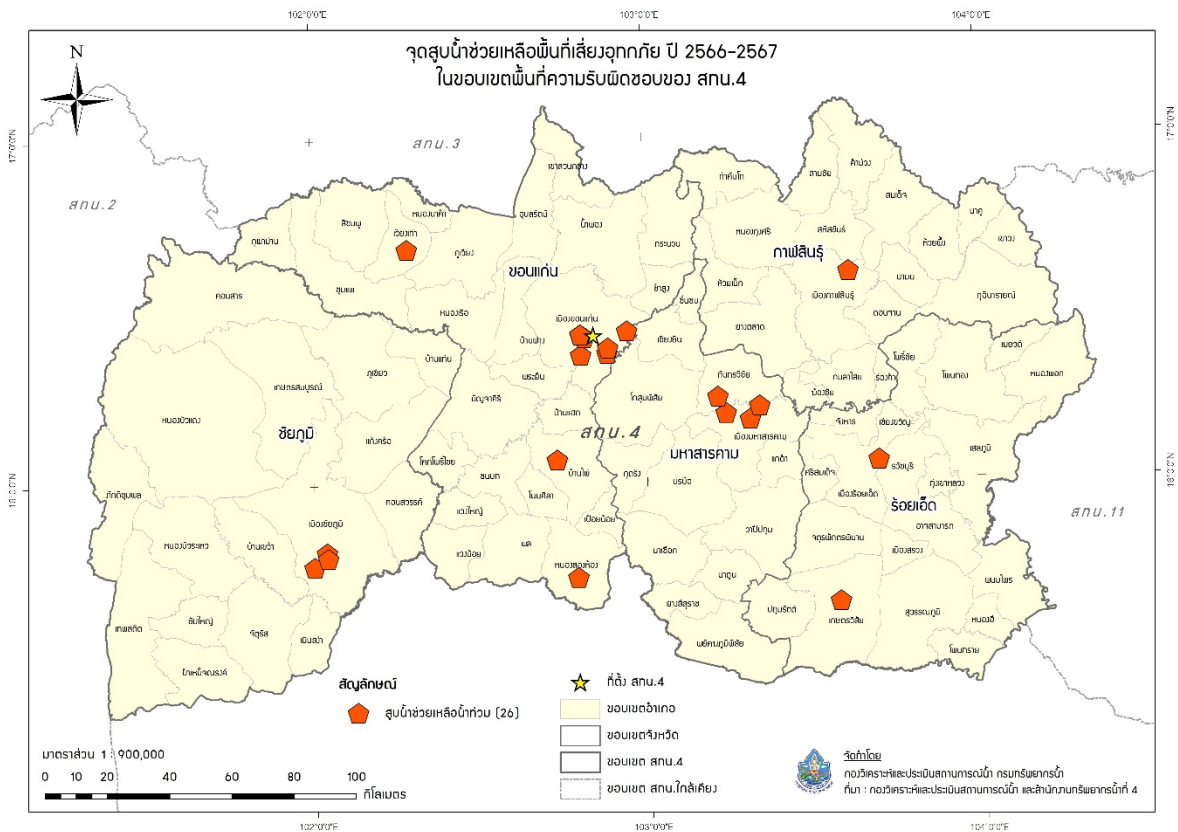 102°0'0"E
103°0'0"E
104°0'0"E
N
จุดสูบน้ำช่วยเหลือพื้นที่เสี่ยงอุทกภัย ปี 2566-2567
ในขอบเขตพื้นที่ความรับผิดชอบของ สทน.4
17°0'0"N
17°0'0"N
สทน.3
สทน.2
เขาสวนกวาง
ท่าคันโท
สามชัย
คำม่วง
สมเด็จ
หนองนาคำ
สีชมพู
เวียงเก่า
อุบลรัตน์
น้ำพอง
หนองกุงศรี
สหัสขันธ์
นาคู
เขาวง
ภูผาม่าน
ภูเวียง
กระนวน
กาฬสินธุ์
ห้วยผึ้ง
ขอนแก่น
ชุมแพ
ห้วยเม็ก
เมืองกาฬสินธุ์
นามน
กุฉินารายณ์
คอนสาร
หนองเรือ
ซำสูง
ชื่นชม
ดอนจาน
เมืองขอนแก่น
ยางตลาด
บ้านฝาง
เชียงยืน
เมยวดี
บ้านแท่น
โพธิ์ชัย
ภูเขียว
พระยืน
กันทรวิชัย
กมลาไสย
ร่องคำ
โพนทอง
หนองพอก
เกษตรสมบูรณ์
มัญจาคีรี
โกสุมพิสัย
ฆ้องชัย
บ้านแฮด
จังหาร
เชียงขวัญ
หนองบัวแดง
ชัยภูมิ
แก้งคร้อ
สทน.4
เมืองมหาสารคาม
เสลภูมิ
มหาสารคาม
แกดำ
โคกโพธิ์ไชย
ชนบท
บ้านไผ่
กุดรัง
บรบือ
ศรีสมเด็จ
ธวัชบุรี
16°0'0"N
16°0'0"N
ภักดีชุมพล
คอนสวรรค์
โนนศิลา
เมืองร้อยเอ็ด
ทุ่งเขาหลวง
ร้อยเอ็ด
สทน.11
แวงใหญ่
เปือยน้อย
เมืองชัยภูมิ
วาปีปทุม
อาจสามารถ
หนองบัวระเหว
บ้านเขว้า
พล
จตุรพักตรพิมาน
เมืองสรวง
แวงน้อย
หนองสองห้อง
นาเชือก
นาดูน
พนมไพร
ยางสีสุราช
ปทุมรัตต์
เกษตรวิสัย
สุวรรณภูมิ
หนองฮี
เทพสถิต
ซับใหญ่
จัตุรัส
เนินสง่า
พยัคฆภูมิพิสัย
โพนทราย
บำเหน็จณรงค์
สัญลักษณ์
สูบน้ำช่วยเหลือน้ำท่วม (26)
ที่ตั้ง สทน.4
ขอบเขตอำเภอ
ขอบเขตจังหวัด
ขอบเขต สทน.4
ขอบเขต สทน.ใกล้เคียง
มาตราส่วน 1 : 900,000
0 10 20 40 60 80 100
กิโลเมตร
จัดทำโดย
กองวิเคราะห์และประเมินสถานการณ์น้ำ กรมทรัพยากรน้ำ
ที่มา : กองวิเคราะห์และประเมินสถานการณ์น้ำ และสำนักงานทรัพยากรน้ำที่ 4
102°0'0"E
103°0'0"E
104°0'0"E